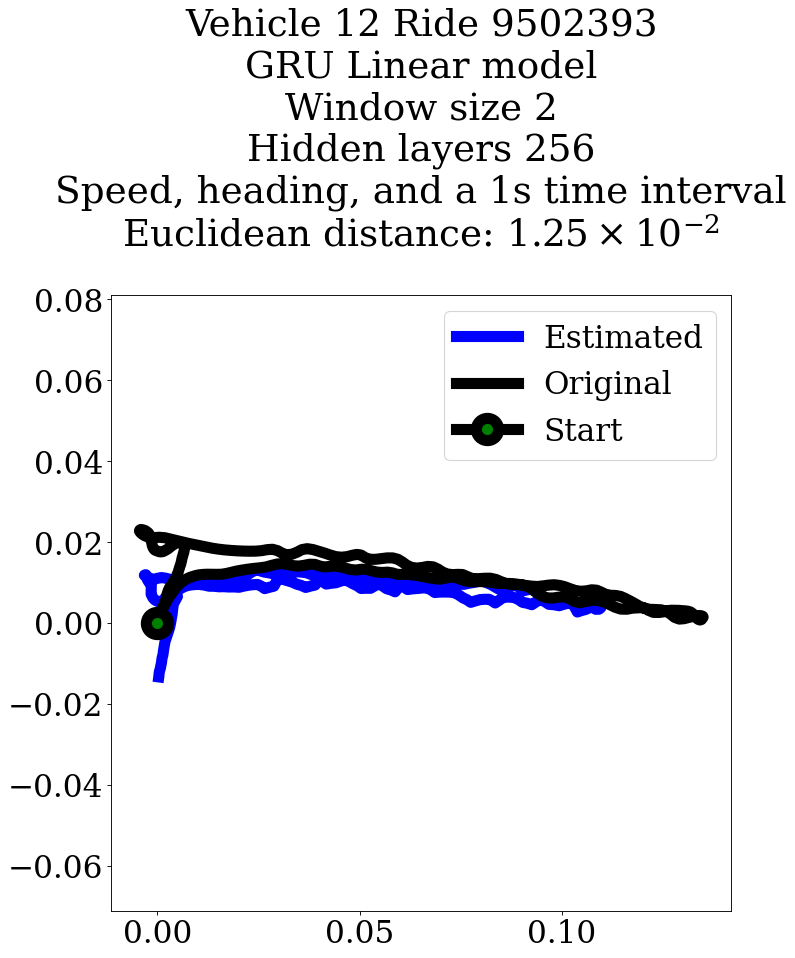 Vehicle 12 Ride 9502393
GRU Linear model
Window size 2
Hidden layers 256
Speed, heading, and a 1s time interval
Euclidean distance: 1.25 × 10⁻²
0.08
Estimated
0.06
Original
0.04
Start
0.02
0.00
−0.02
−0.04
−0.06
0.00 0.05 0.10